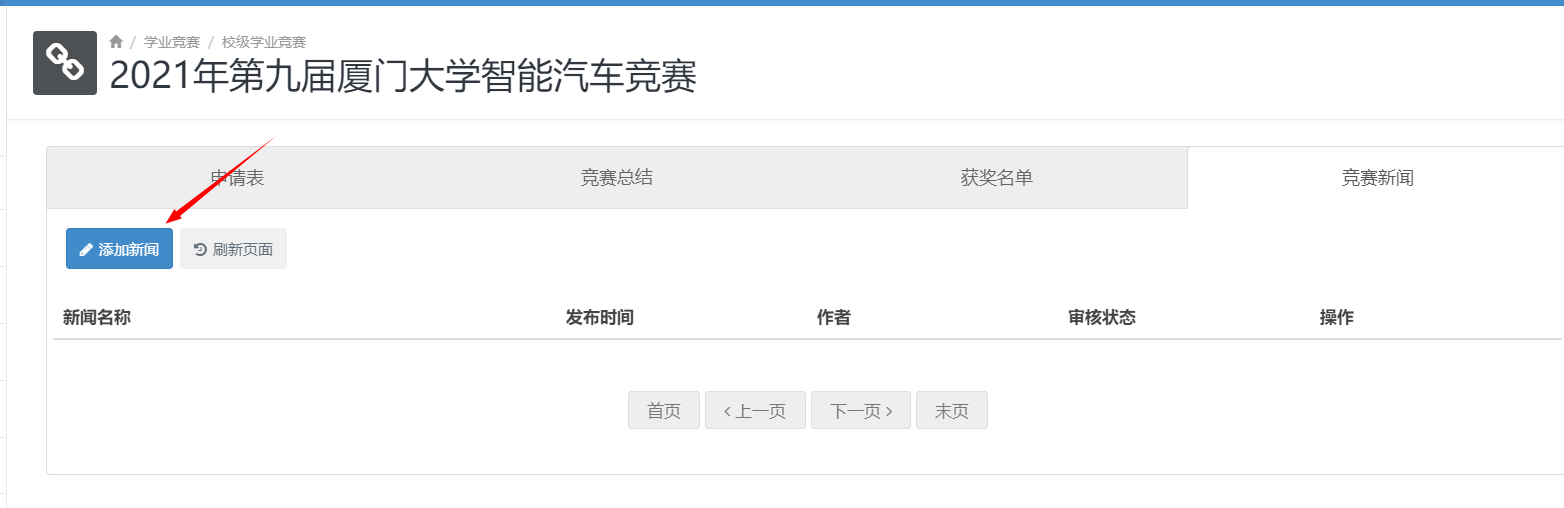 / 学业竞赛 / 校级学业竞赛
2021年第九届厦门大学智能汽车竞赛
申请表 竞赛总结 获奖名单 竞赛新闻
添加新闻 刷新页面
新闻名称 发布时间 作者 审核状态 操作
首页 ‹ 上一页 下一页 › 末页